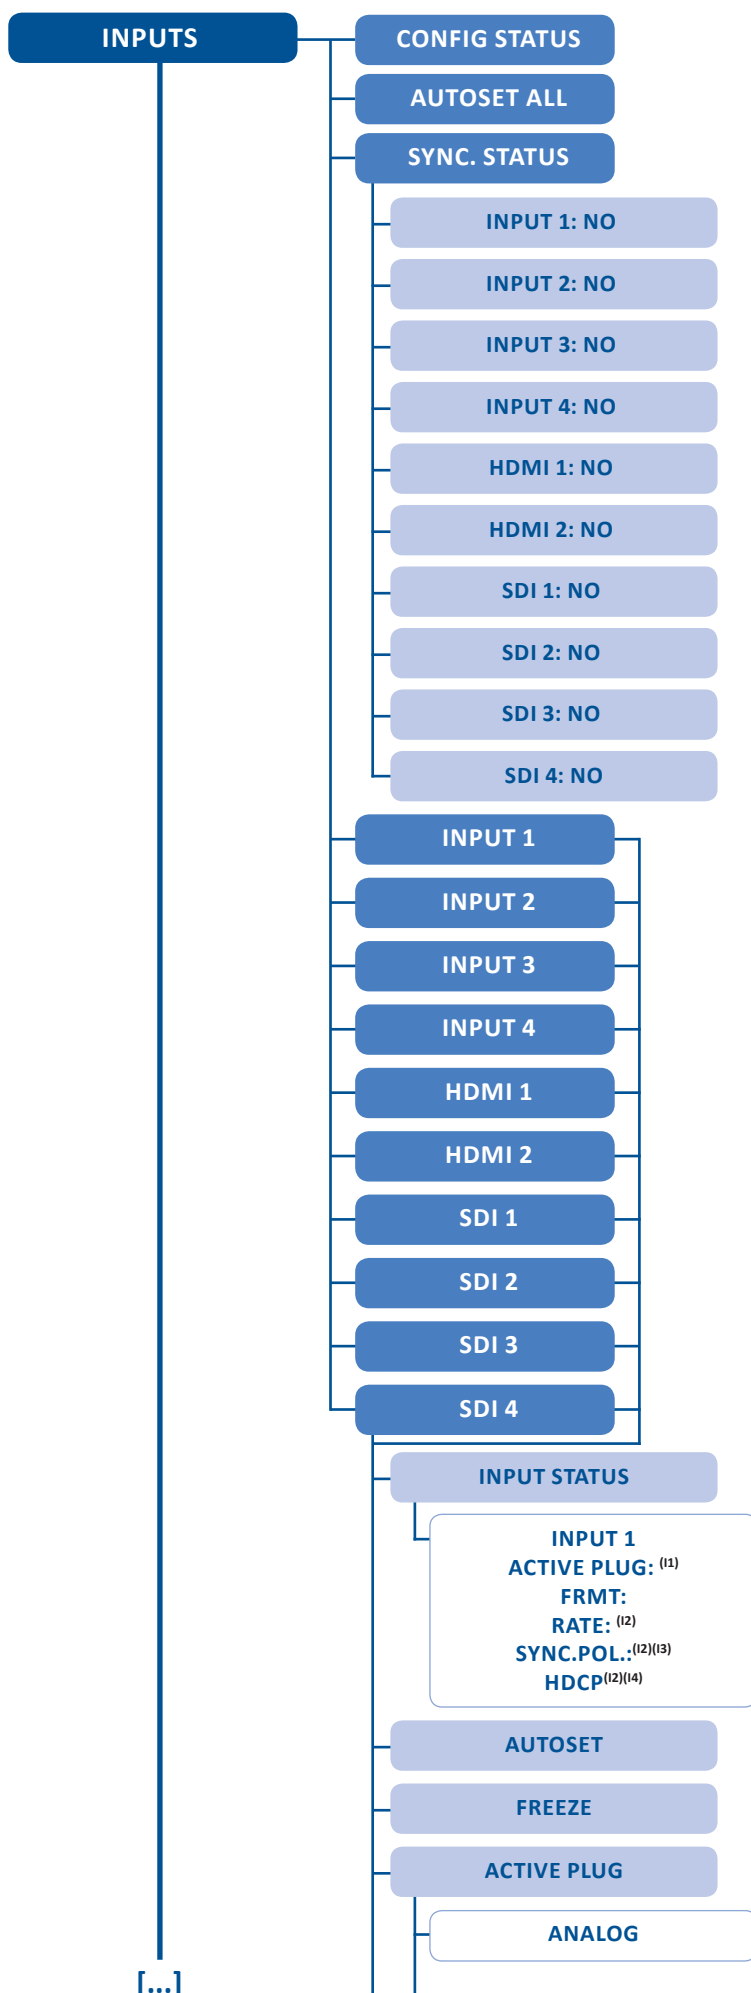 INPUTS
CONFIG STATUS
AUTOSET ALL
SYNC. STATUS
INPUT 1: NO
INPUT 2: NO
INPUT 3: NO
INPUT 4: NO
HDMI 1: NO
HDMI 2: NO
SDI 1: NO
SDI 2: NO
SDI 3: NO
SDI 4: NO
INPUT 1
INPUT 2
INPUT 3
INPUT 4
HDMI 1
HDMI 2
SDI 1
SDI 2
SDI 3
SDI 4
INPUT STATUS
INPUT 1
ACTIVE PLUG: (I1)
FRMT:
RATE: (I2)
SYNC.POL.:(I2)(I3)
HDCP(I2)(I4)
AUTOSET
FREEZE
ACTIVE PLUG
ANALOG
[...]